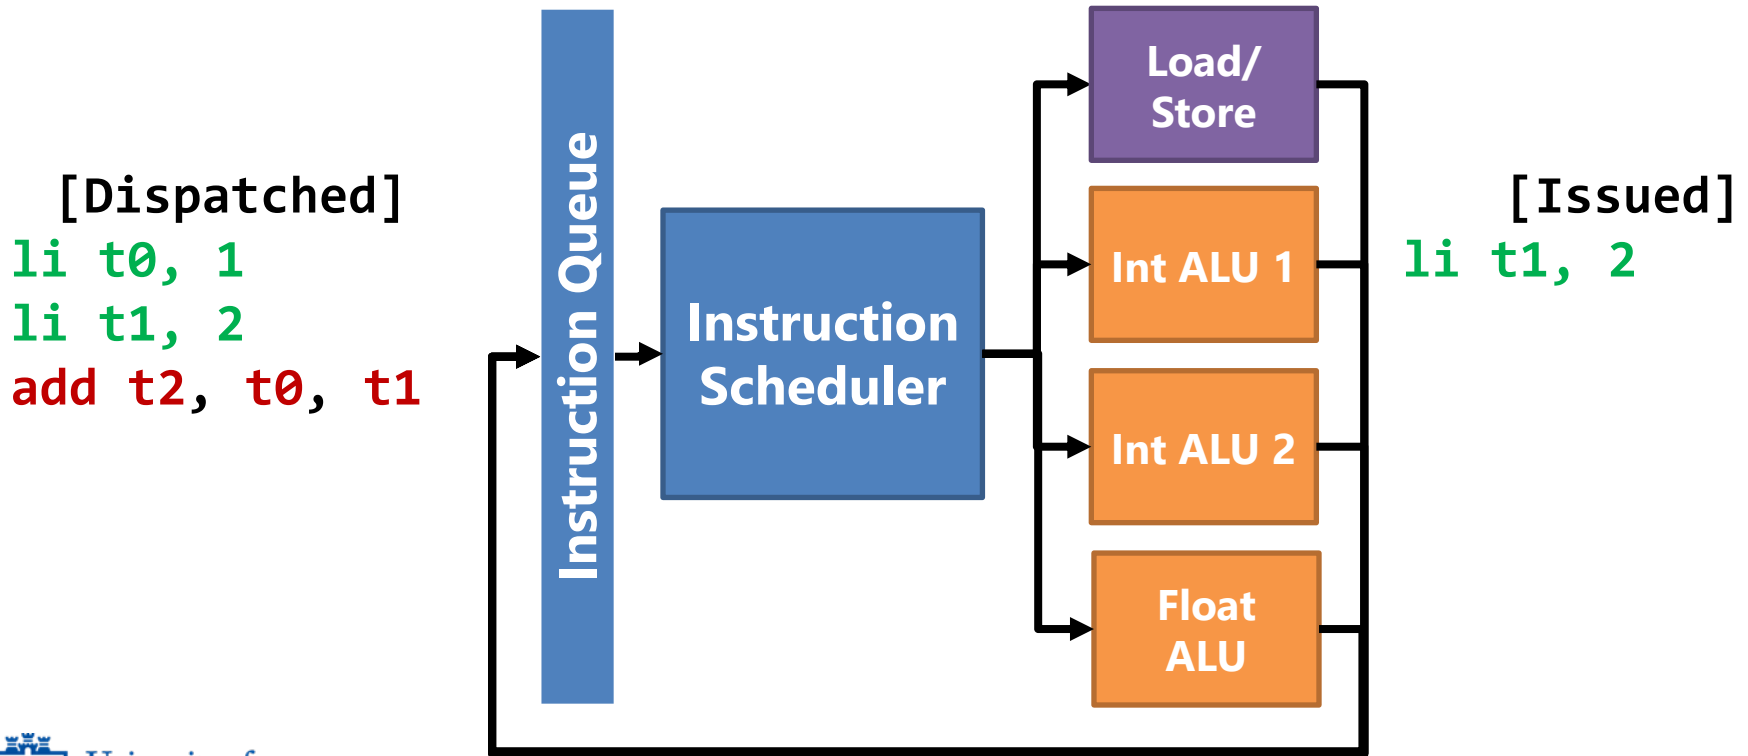 [Dispatched]
li t0, 1
li t1, 2
add t2, t0, t1
Instruction Queue
Instruction
Scheduler
Load/
Store
Int ALU 1
Int ALU 2
Float
ALU
[Issued]
li t1, 2